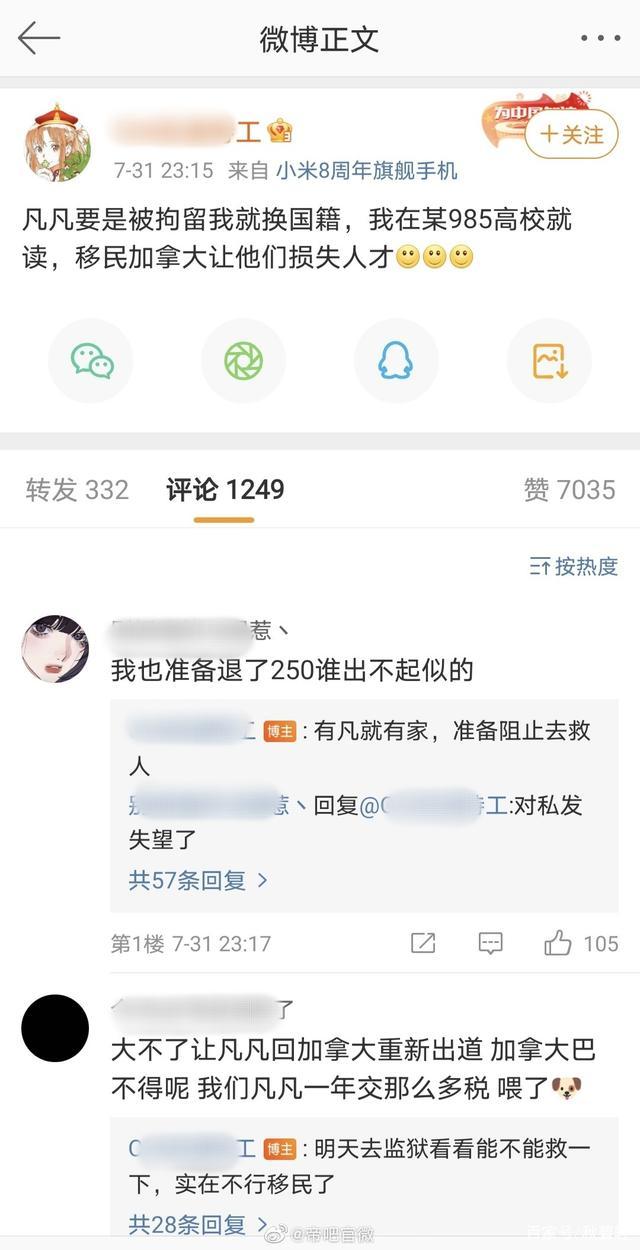 微博正文
工
7-31 23:15 来自 小米8周年旗舰手机
+关注
凡凡要是被拘留我就换国籍，我在某985高校就
读，移民加拿大让他们损失人才
转发 332 评论 1249 赞 7035
按热度
惹丶
我也准备退了250谁出不起似的
工 博主：有凡就有家，准备阻止去救
人
惹丶回复@工:对私发
失望了
共57条回复 >
第1楼 7-31 23:17 105
了
大不了让凡凡回加拿大重新出道 加拿大巴
不得呢 我们凡凡一年交那么多税 喂了
工 博主：明天去监狱看看能不能救一
下，实在不行移民了
共28条回复 >
@帝吧官微